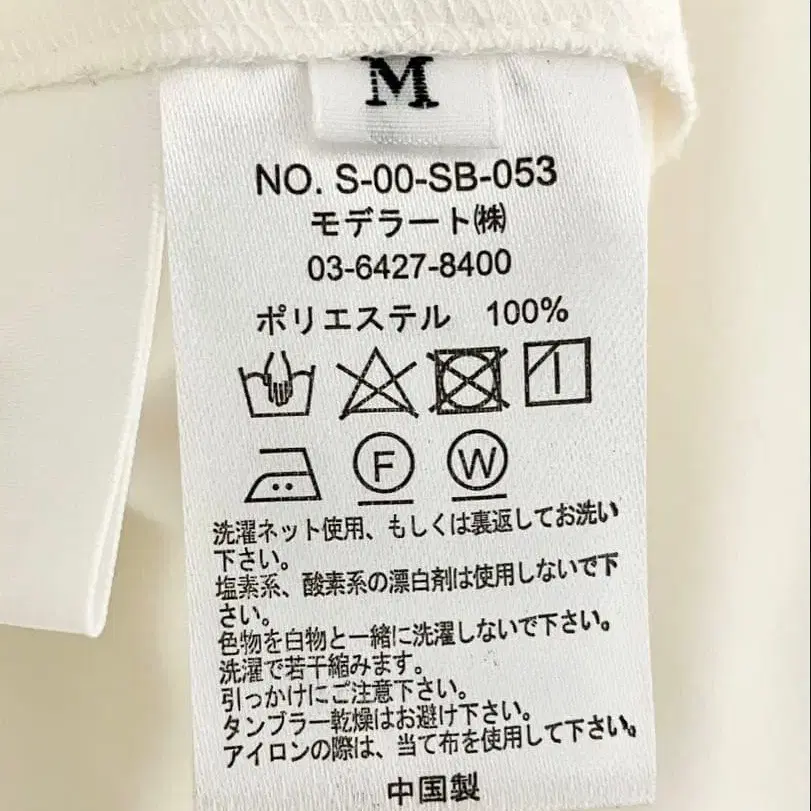 M
NO. S-00-SB-053
モデラート㈱
03-6427-8400
ポリエステル 100%
F W
洗濯ネット使用、もしくは裏返してお洗い
下さい。
塩素系、酸素系の漂白剤は使用しないで下
さい。
色物を白物と一緒に洗濯しないで下さい。
洗濯で若干縮みます。
引っかけにご注意下さい。
タンブラー乾燥はお避け下さい。
アイロンの際は、当て布を使用して下さい。
中国製